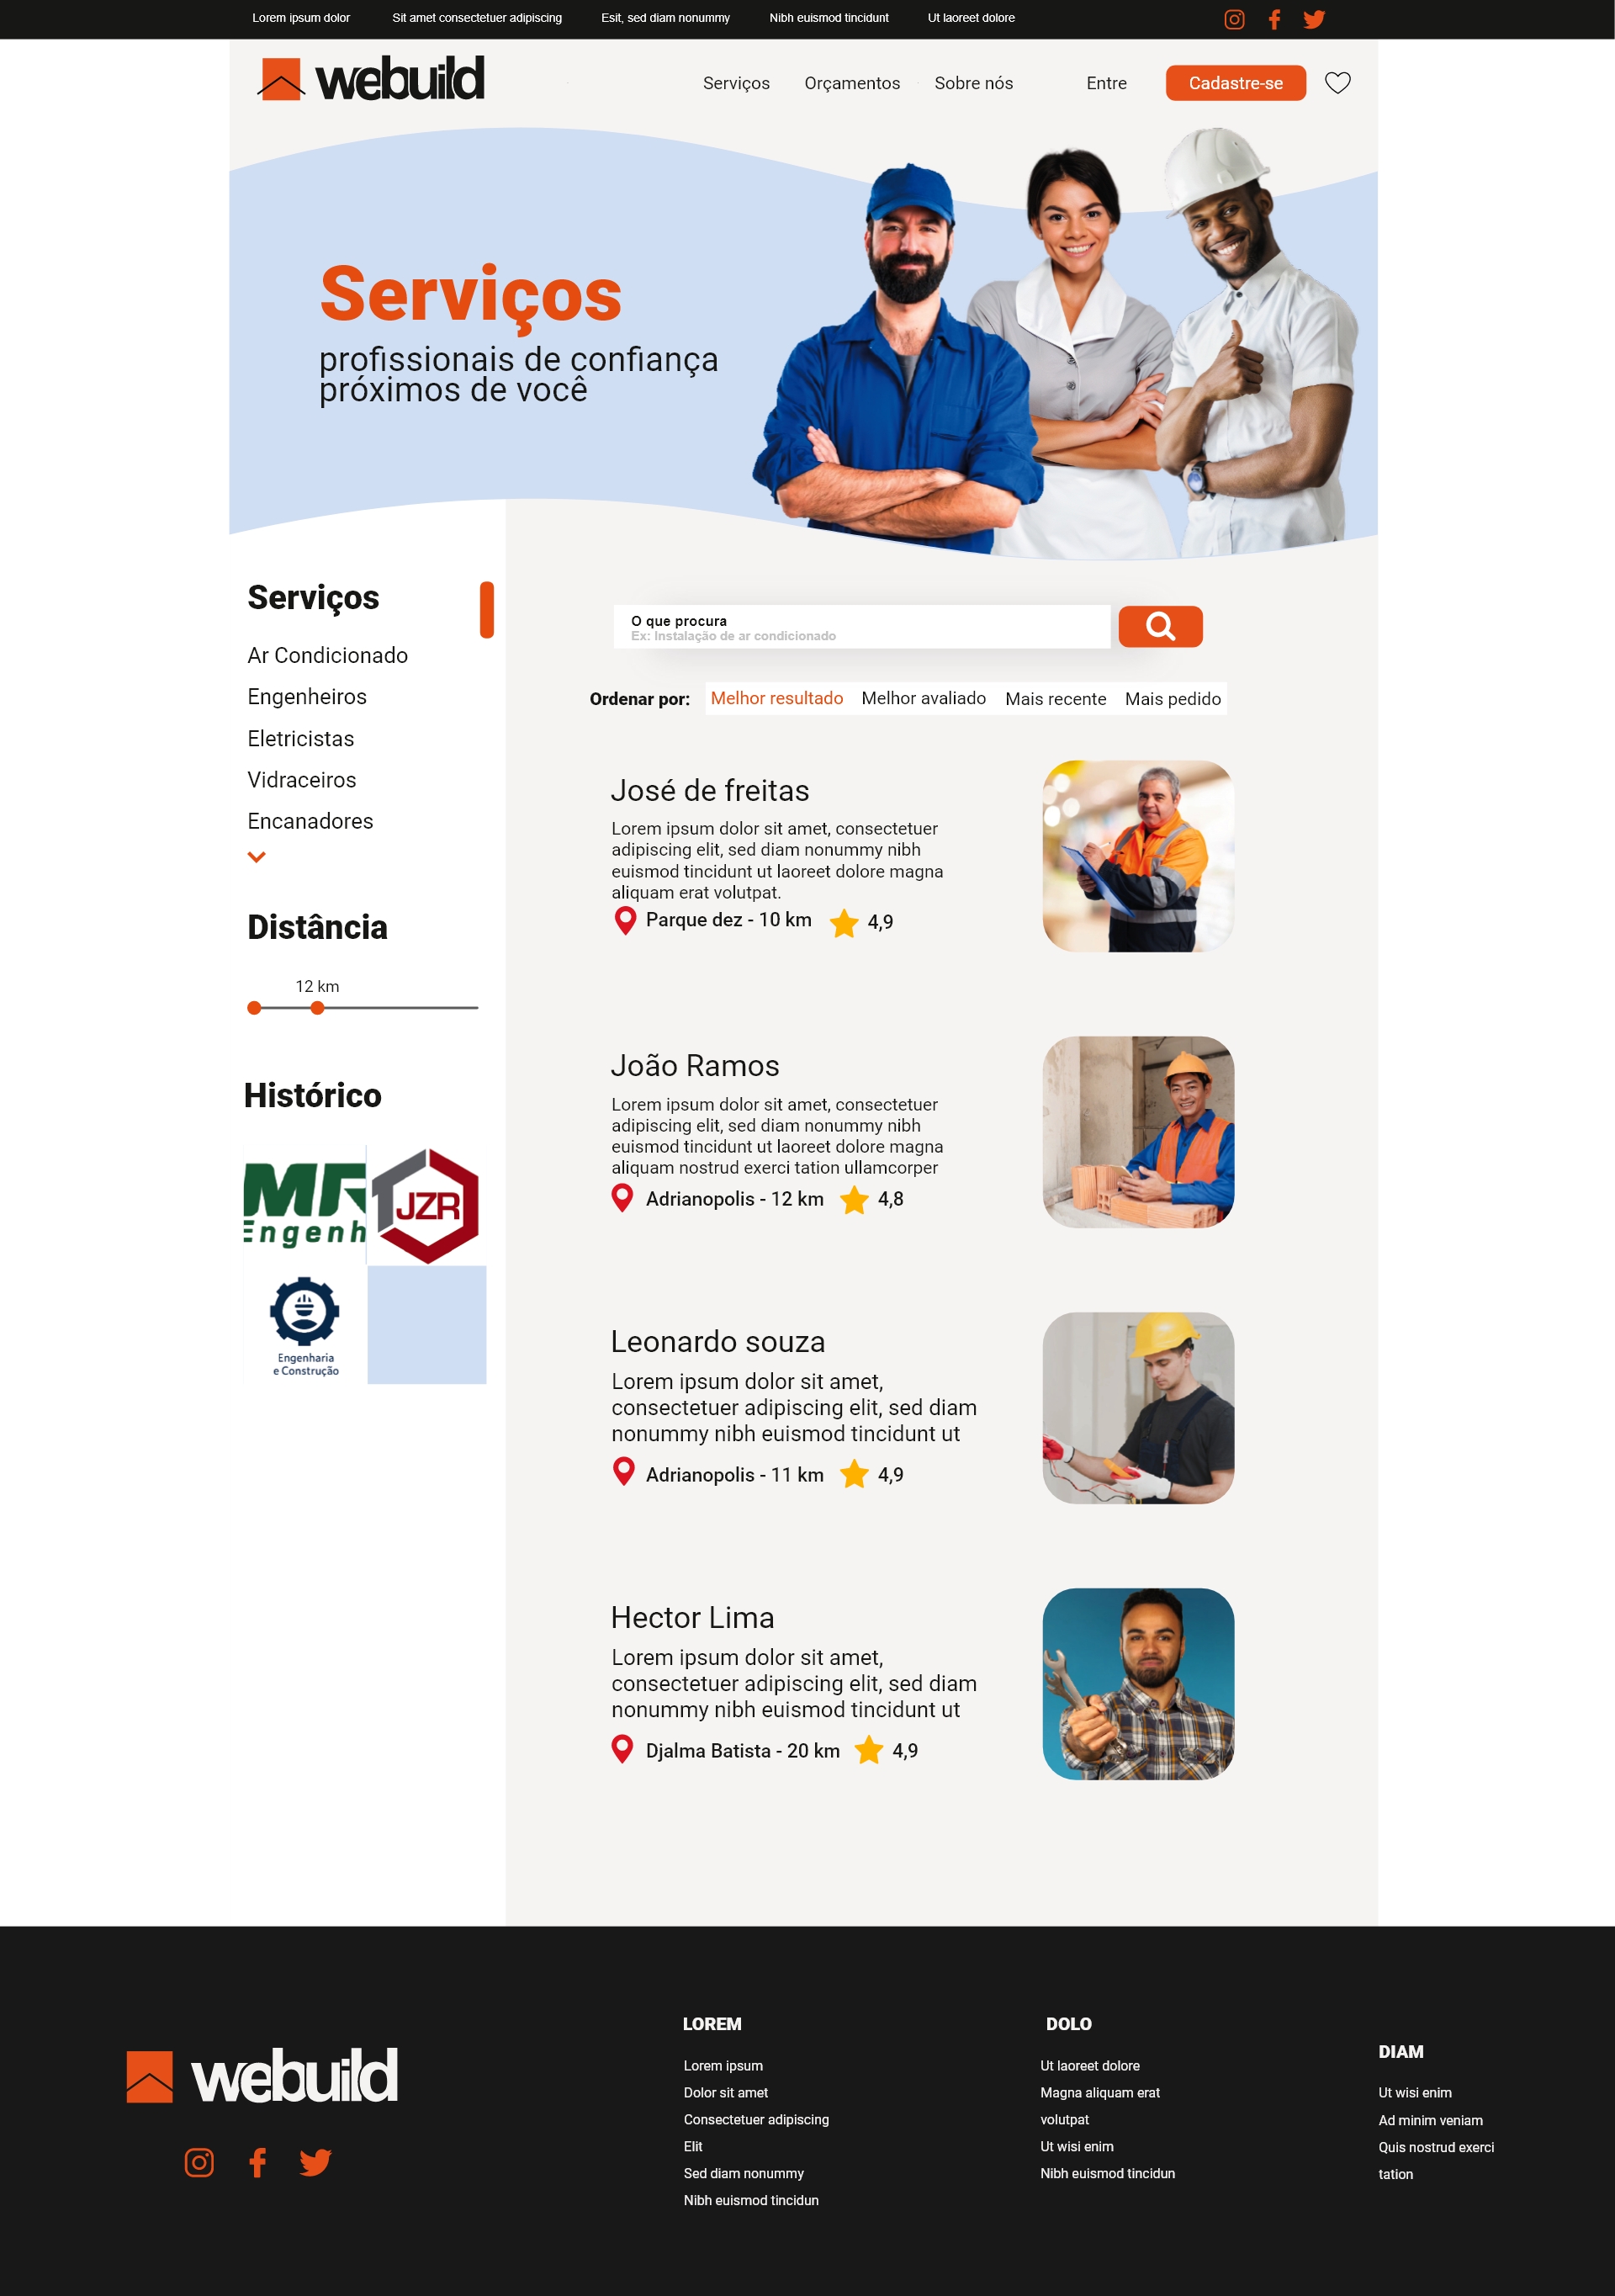 Lorem ipsum dolor Sit amet consectetuer adipiscing Esit, sed diam nonummy Nibh euismod tincidunt Ut laoreet dolore
webuild Serviços Orçamentos Sobre nós Entre Cadastre-se
Serviços
profissionais de confiança
próximos de você
Serviços
Ar Condicionado
Engenheiros
Eletricistas
Vidraceiros
Encanadores
Distância
12 km
Histórico
Engenh
JZR
Engenharia
e Construção
O que procura
Ex: Instalação de ar condicionado
Ordenar por: Melhor resultado Melhor avaliado Mais recente Mais pedido
José de freitas
Lorem ipsum dolor sit amet, consectetuer
adipiscing elit, sed diam nonummy nibh
euismod tincidunt ut laoreet dolore magna
aliquam erat volutpat.
Parque dez - 10 km 4,9
João Ramos
Lorem ipsum dolor sit amet, consectetuer
adipiscing elit, sed diam nonummy nibh
euismod tincidunt ut laoreet dolore magna
aliquam nostrud exerci tation ullamcorper
Adrianopolis - 12 km 4,8
Leonardo souza
Lorem ipsum dolor sit amet,
consectetuer adipiscing elit, sed diam
nonummy nibh euismod tincidunt ut
Adrianopolis - 11 km 4,9
Hector Lima
Lorem ipsum dolor sit amet,
consectetuer adipiscing elit, sed diam
nonummy nibh euismod tincidunt ut
Djalma Batista - 20 km 4,9
webuild
LOREM
Lorem ipsum
Dolor sit amet
Consectetuer adipiscing
Elit
Sed diam nonummy
Nibh euismod tincidun
DOLO
Ut laoreet dolore
Magna aliquam erat
volutpat
Ut wisi enim
Nibh euismod tincidun
DIAM
Ut wisi enim
Ad minim veniam
Quis nostrud exerci
tation